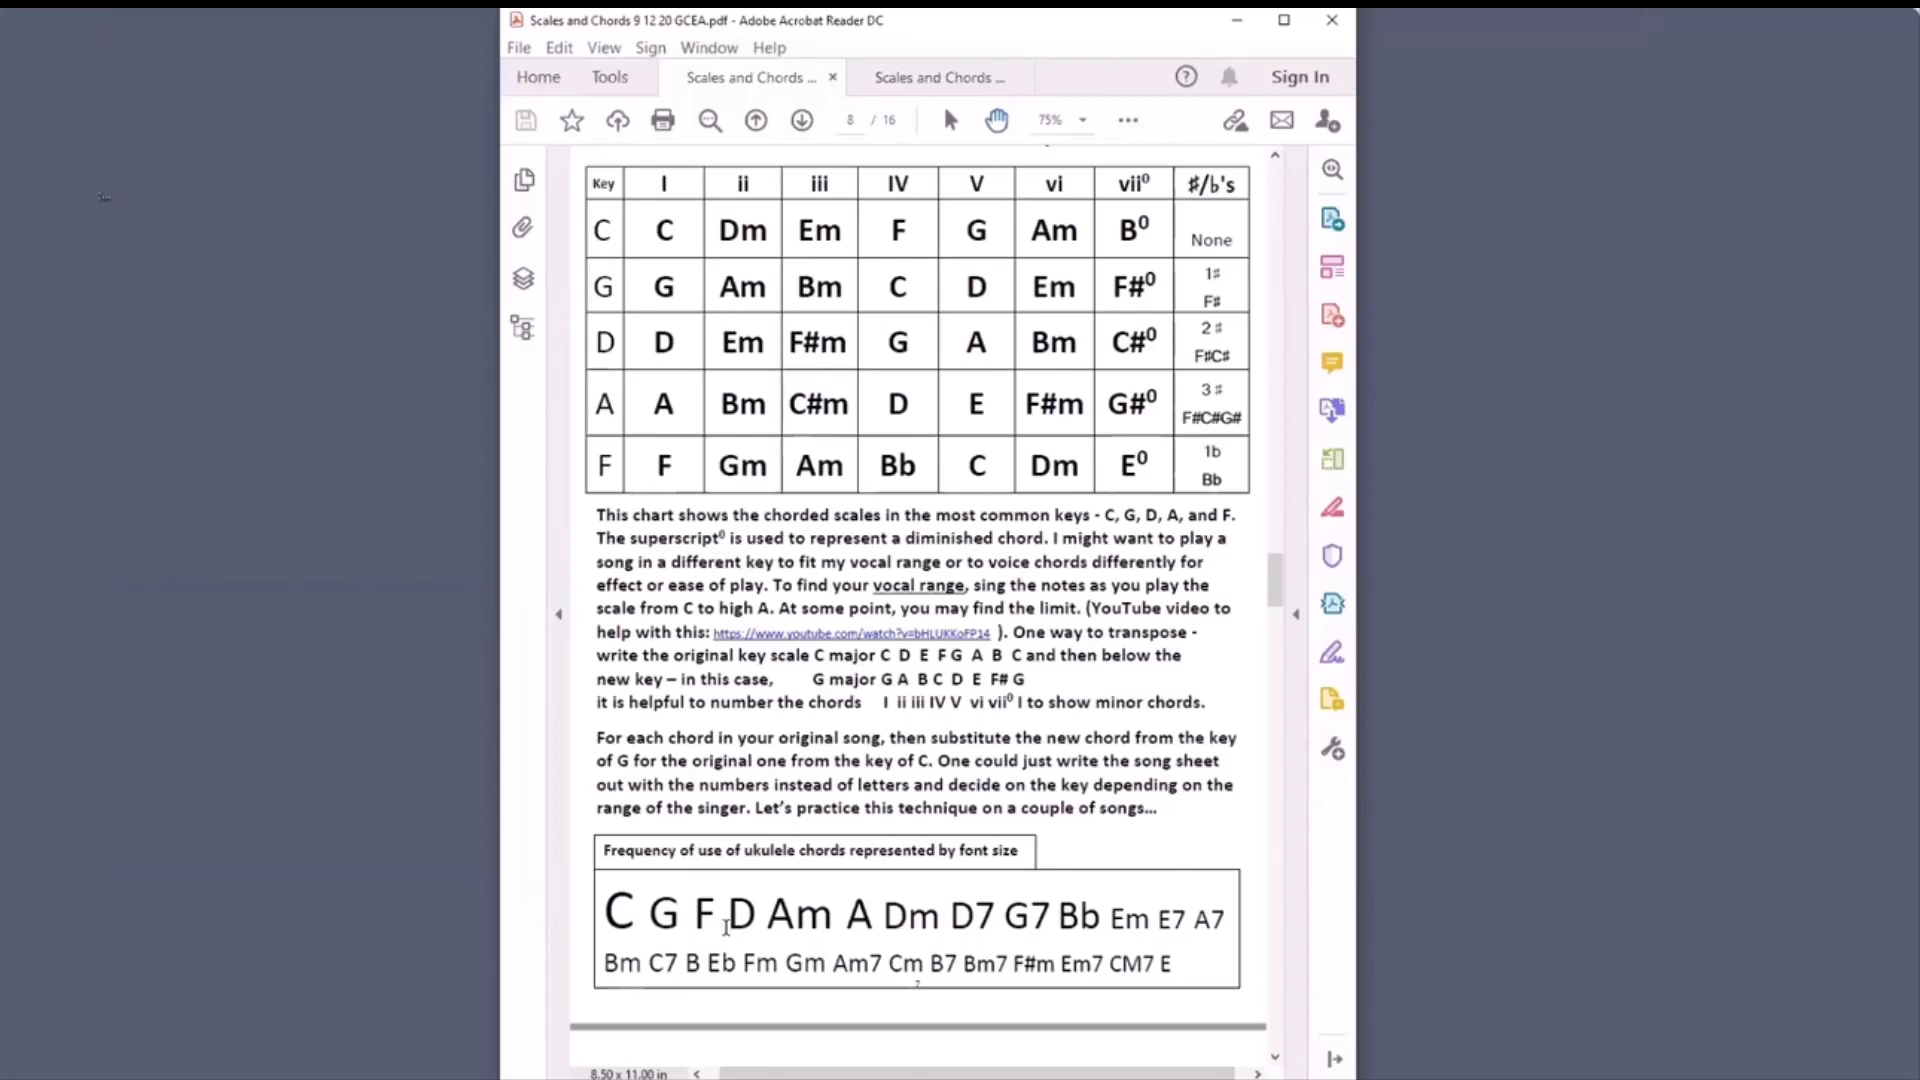 Scales and Chords 9 12 20 GCEA.pdf - Adobe Acrobat Reader DC
File Edit View Sign Window Help
Home Tools Scales and Chords ... × Scales and Chords ... Sign In
8 / 16 75%
Key I ii iii IV V vi vii⁰ ♯/♭'s
C C Dm Em F G Am B⁰ None
G G Am Bm C D Em F#⁰ 1♯ F♯
D D Em F#m G A Bm C#⁰ 2♯ F♯C♯
A A Bm C#m D E F#m G#⁰ 3♯ F#C#G#
F F Gm Am Bb C Dm E⁰ 1b Bb
This chart shows the chorded scales in the most common keys - C, G, D, A, and F.
The superscript⁰ is used to represent a diminished chord. I might want to play a
song in a different key to fit my vocal range or to voice chords differently for
effect or ease of play. To find your vocal range, sing the notes as you play the
scale from C to high A. At some point, you may find the limit. (YouTube video to
help with this: https://www.youtube.com/watch?v=bHLUKKoFP14 ). One way to transpose -
write the original key scale C major C D E F G A B C and then below the
new key – in this case, G major G A B C D E F# G
it is helpful to number the chords I ii iii IV V vi vii⁰ I to show minor chords.
For each chord in your original song, then substitute the new chord from the key
of G for the original one from the key of C. One could just write the song sheet
out with the numbers instead of letters and decide on the key depending on the
range of the singer. Let's practice this technique on a couple of songs...
Frequency of use of ukulele chords represented by font size
C G F D Am A Dm D7 G7 Bb Em E7 A7
Bm C7 B Eb Fm Gm Am7 Cm B7 Bm7 F#m Em7 CM7 E
7
8.50 x 11.00 in